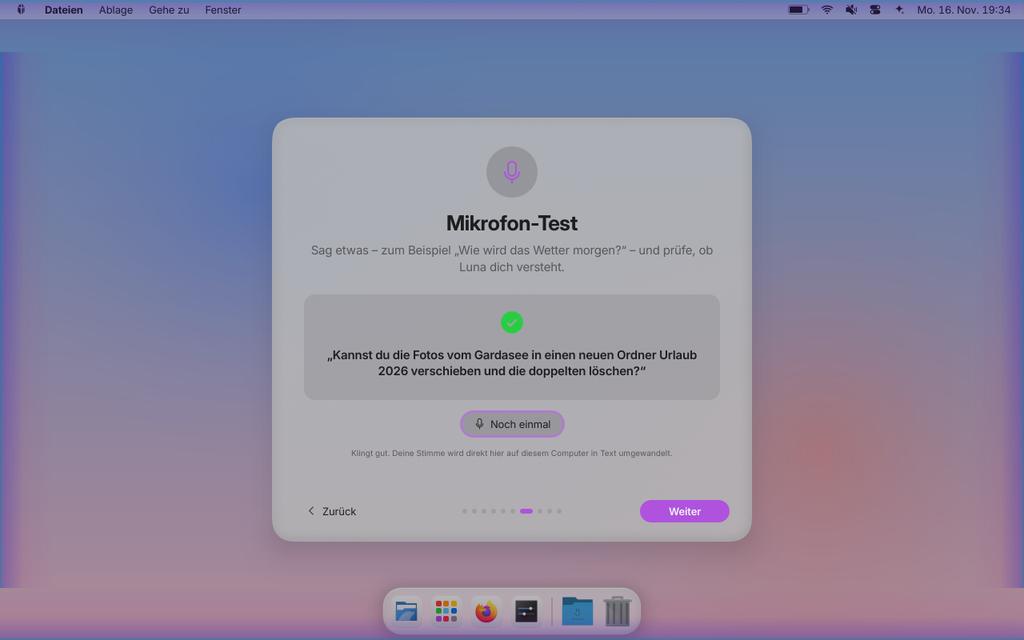 Dateien Ablage Gehe zu Fenster Mo. 16. Nov. 19:34
Mikrofon-Test
Sag etwas – zum Beispiel „Wie wird das Wetter morgen?“ – und prüfe, ob
Luna dich versteht.
„Kannst du die Fotos vom Gardasee in einen neuen Ordner Urlaub
2026 verschieben und die doppelten löschen?“
Noch einmal
Klingt gut. Deine Stimme wird direkt hier auf diesem Computer in Text umgewandelt.
Zurück Weiter